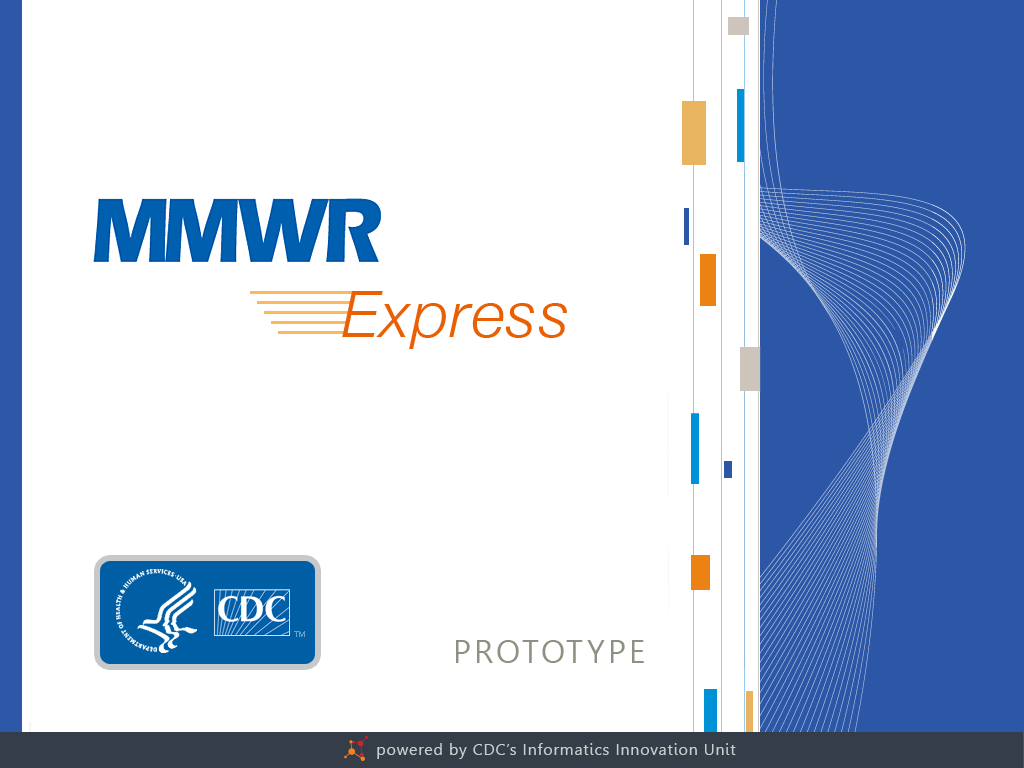 MMWR
Express
DEPARTMENT OF HEALTH & HUMAN SERVICES·USA
CDC
TM
PROTOTYPE
powered by CDC's Informatics Innovation Unit